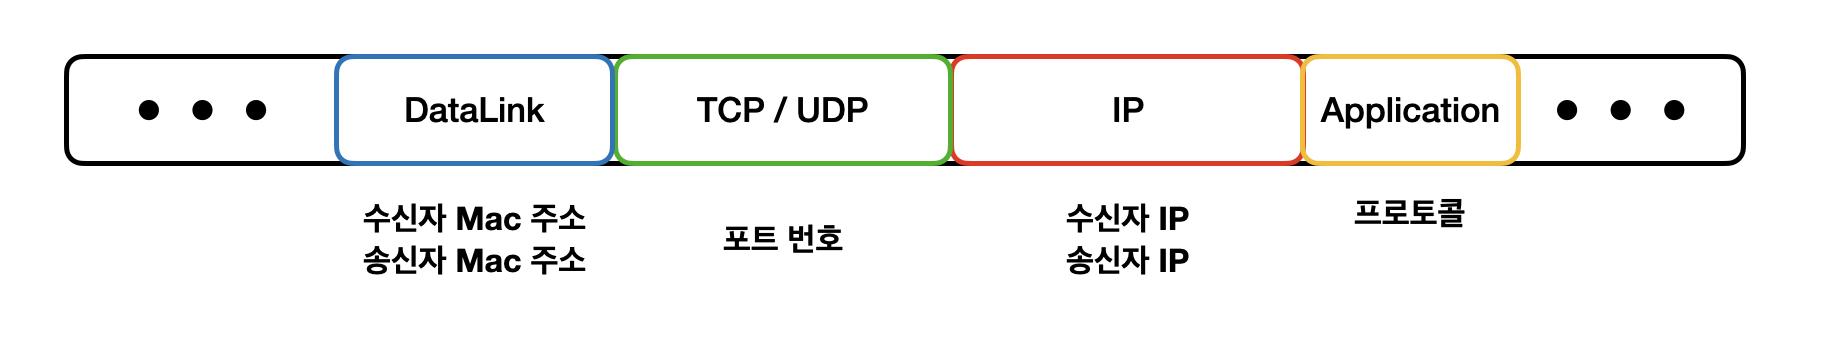 DataLink
TCP / UDP
IP
Application
수신자 Mac 주소
송신자 Mac 주소
포트 번호
수신자 IP
송신자 IP
프로토콜